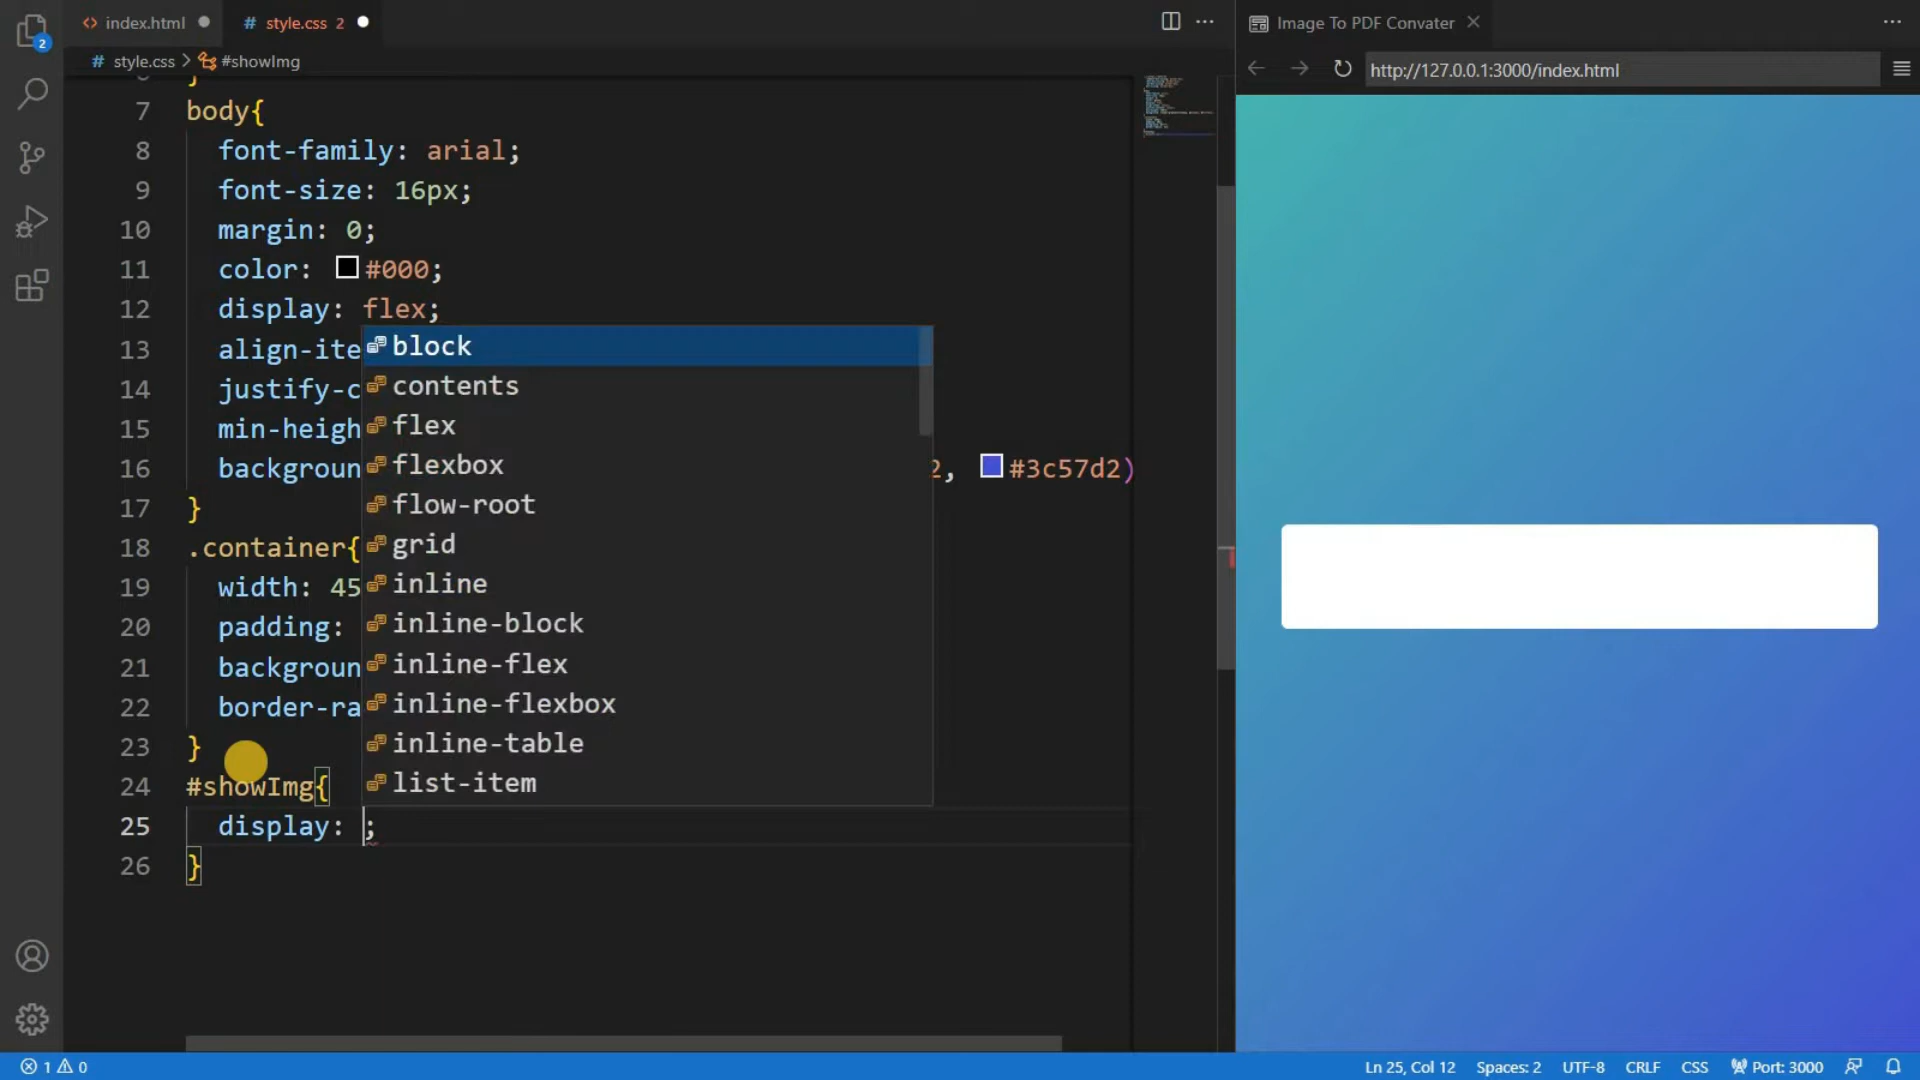 index.html
# style.css 2
Image To PDF Convater
# style.css > #showImg
http://127.0.0.1:3000/index.html
2
7 body{
8 font-family: arial;
9 font-size: 16px;
10 margin: 0;
11 color: #000;
12 display: flex;
13 align-ite
14 justify-c
15 min-heigh
16 backgroun 2, #3c57d2)
17 }
18 .container{
19 width: 45
20 padding:
21 backgroun
22 border-ra
23 }
24 #showImg{
25 display: ;
26 }
block
contents
flex
flexbox
flow-root
grid
inline
inline-block
inline-flex
inline-flexbox
inline-table
list-item
1 0
Ln 25, Col 12 Spaces: 2 UTF-8 CRLF CSS Port: 3000